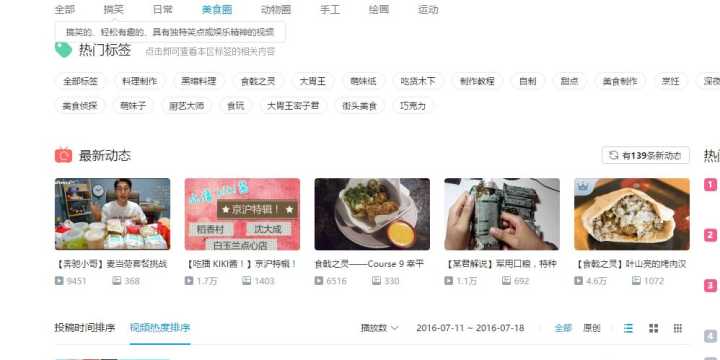 全部 搞笑 日常 美食圈 动物圈 手工 绘画 运动
搞笑的、轻松有趣的、具有独特笑点或娱乐精神的视频
热门标签 点击即可查看本区标签的相关内容
全部标签 料理制作 黑暗料理 食戟之灵 大胃王 萌妹纸 吃货木下 制作教程 自制 甜点 美食制作 烹饪 深夜
美食侦探 萌妹子 厨艺大师 食玩 大胃王密子君 街头美食 巧克力
最新动态 有139条新动态 热门
1
京沪特辑!
稻香村 沈大成
白玉兰点心店
2
【奔驰小哥】麦当劳套餐挑战 【吃播 KIKI酱!】京沪特辑! 食戟之灵——Course 9 幸平 【某君解说】军用口粮,特种 【食戟之灵】叶山亮的烤肉汉
9451 368 1.7万 1403 6516 330 1.1万 692 4.6万 1072
3
投稿时间排序 视频热度排序 播放数 2016-07-11 ~ 2016-07-18 全部 原创
4